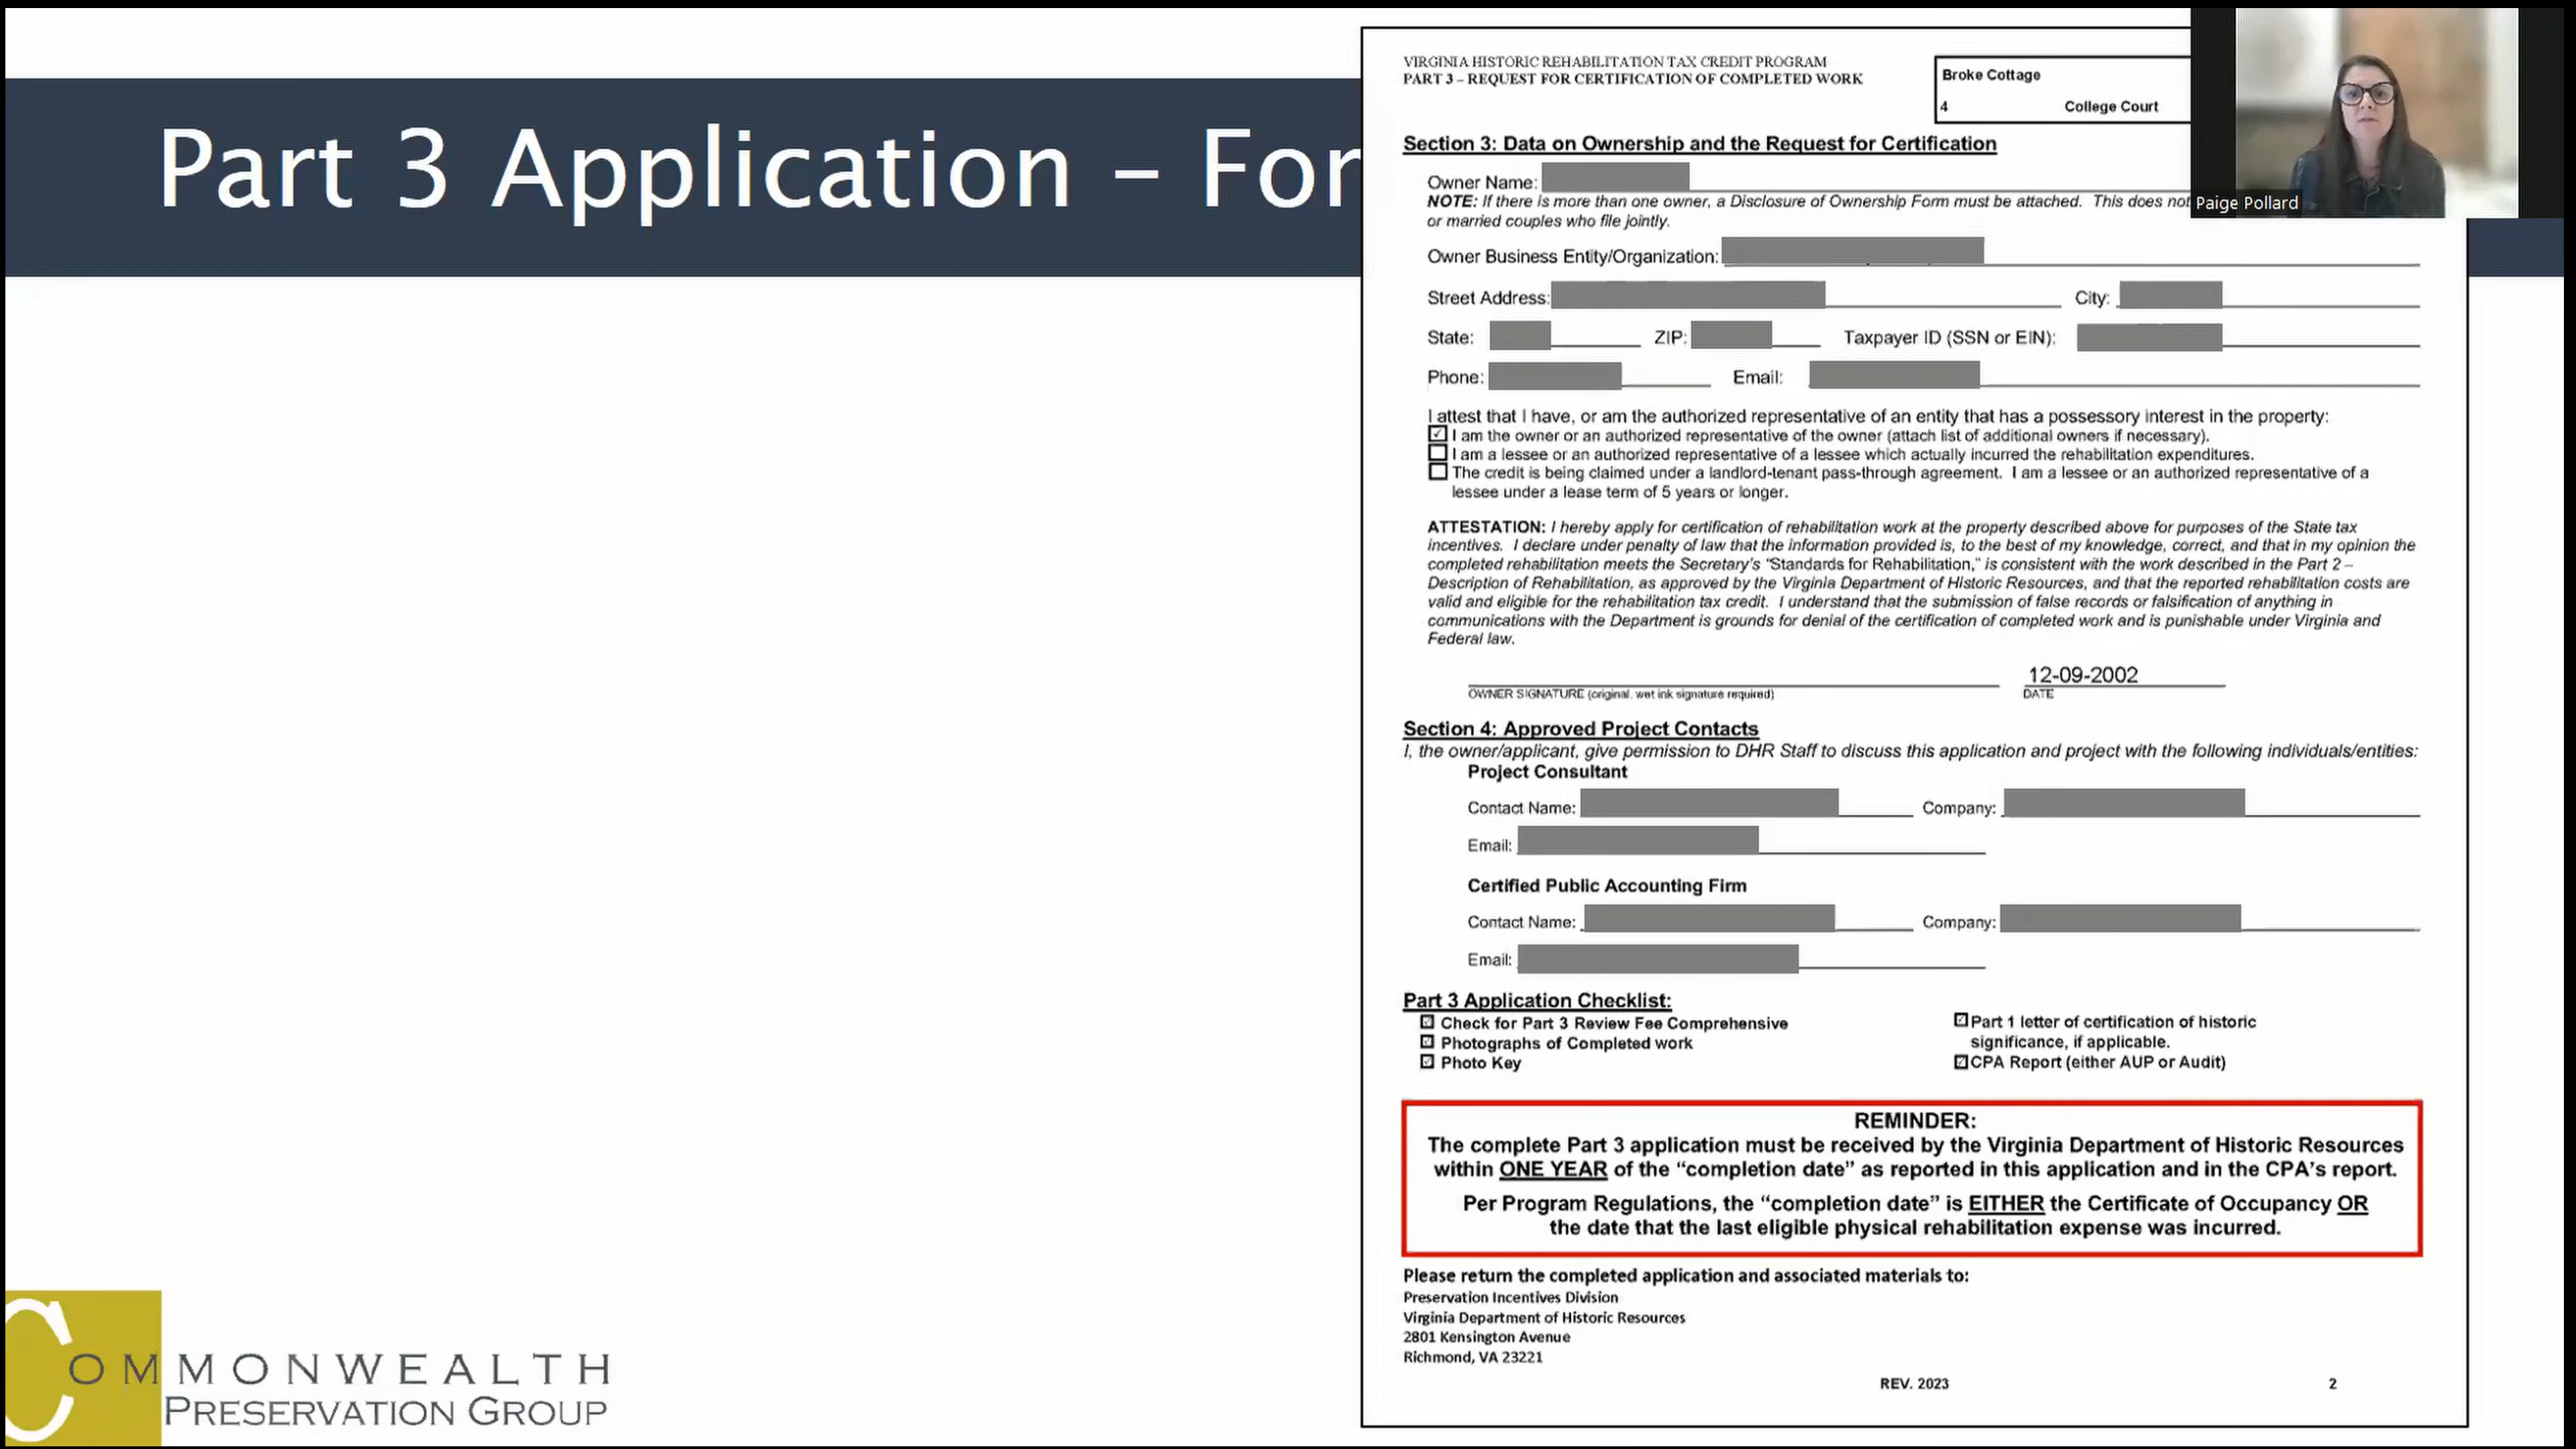 Part 3 Application – For
VIRGINIA HISTORIC REHABILITATION TAX CREDIT PROGRAM
PART 3 – REQUEST FOR CERTIFICATION OF COMPLETED WORK
Broke Cottage
4 College Court
Paige Pollard
Section 3: Data on Ownership and the Request for Certification
Owner Name:
NOTE: If there is more than one owner, a Disclosure of Ownership Form must be attached. This does not
or married couples who file jointly.
Owner Business Entity/Organization:
Street Address: City:
State: ZIP: Taxpayer ID (SSN or EIN):
Phone: Email:
I attest that I have, or am the authorized representative of an entity that has a possessory interest in the property:
I am the owner or an authorized representative of the owner (attach list of additional owners if necessary).
I am a lessee or an authorized representative of a lessee which actually incurred the rehabilitation expenditures.
The credit is being claimed under a landlord-tenant pass-through agreement. I am a lessee or an authorized representative of a
lessee under a lease term of 5 years or longer.
ATTESTATION: I hereby apply for certification of rehabilitation work at the property described above for purposes of the State tax
incentives. I declare under penalty of law that the information provided is, to the best of my knowledge, correct, and that in my opinion the
completed rehabilitation meets the Secretary's "Standards for Rehabilitation," is consistent with the work described in the Part 2 –
Description of Rehabilitation, as approved by the Virginia Department of Historic Resources, and that the reported rehabilitation costs are
valid and eligible for the rehabilitation tax credit. I understand that the submission of false records or falsification of anything in
communications with the Department is grounds for denial of the certification of completed work and is punishable under Virginia and
Federal law.
12-09-2002
OWNER SIGNATURE (original, wet ink signature required) DATE
Section 4: Approved Project Contacts
I, the owner/applicant, give permission to DHR Staff to discuss this application and project with the following individuals/entities:
Project Consultant
Contact Name: Company:
Email:
Certified Public Accounting Firm
Contact Name: Company:
Email:
Part 3 Application Checklist:
Check for Part 3 Review Fee Comprehensive
Photographs of Completed work
Photo Key
Part 1 letter of certification of historic
significance, if applicable.
CPA Report (either AUP or Audit)
REMINDER:
The complete Part 3 application must be received by the Virginia Department of Historic Resources
within ONE YEAR of the "completion date" as reported in this application and in the CPA's report.
Per Program Regulations, the "completion date" is EITHER the Certificate of Occupancy OR
the date that the last eligible physical rehabilitation expense was incurred.
Please return the completed application and associated materials to:
Preservation Incentives Division
Virginia Department of Historic Resources
2801 Kensington Avenue
Richmond, VA 23221
REV. 2023 2
COMMONWEALTH
PRESERVATION GROUP